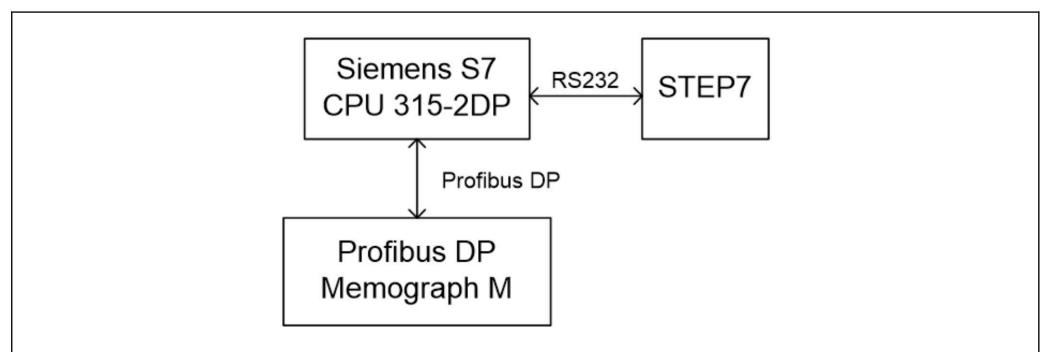 Siemens S7
CPU 315-2DP
RS232
STEP7
Profibus DP
Profibus DP
Memograph M